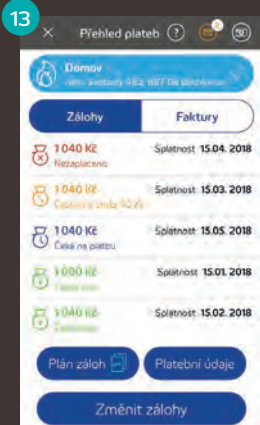 13
Přehled plateb ?
Domov
Zálohy Faktury
1 040 Kč Splatnost 15.04. 2018
Nezaplaceno
1 040 Kč Splatnost 15.03. 2018
1 040 Kč Splatnost 15.05. 2018
Čeká na platbu
1 000 Kč Splatnost 15.01. 2018
1 040 Kč Splatnost 15.02. 2018
Plán záloh Platební údaje
Změnit zálohy